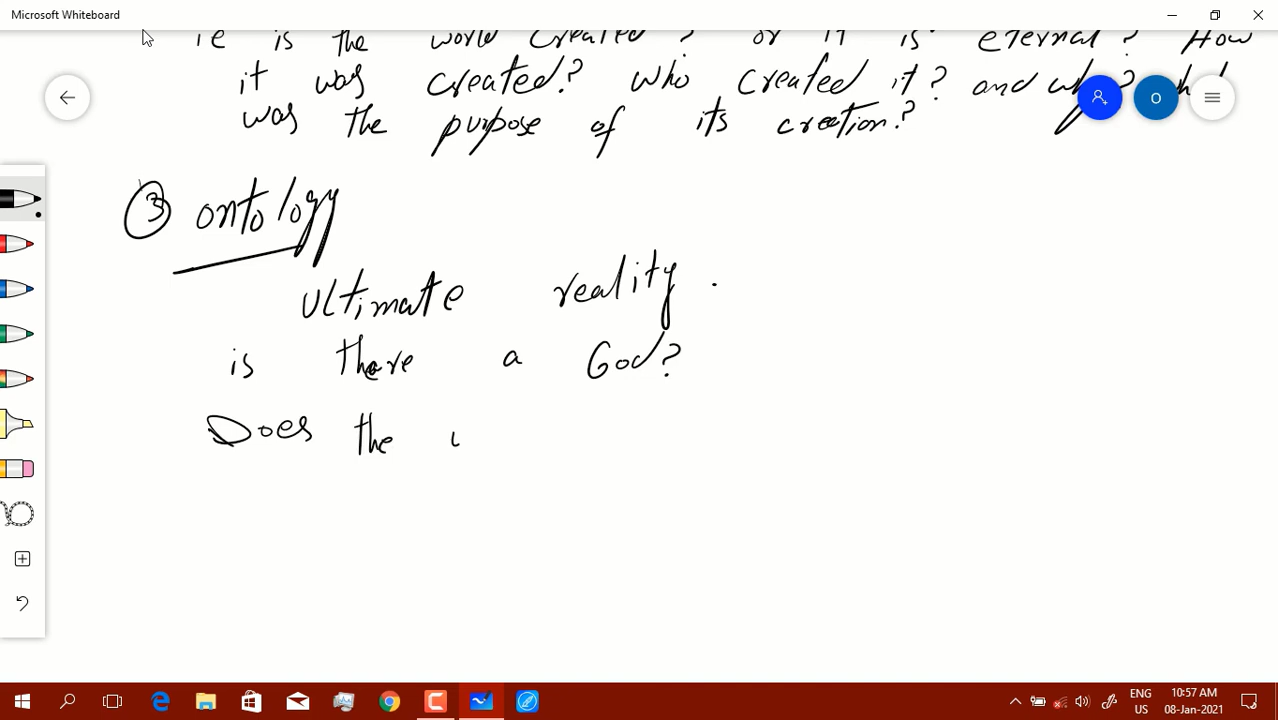 Microsoft Whiteboard
ie is the world created? or it is eternal? How
it was created? who created it? and why?
was the purpose of its creation?
③ ontology
Ultimate reality.
is there a God?
Does the
O
ENG
US
10:57 AM
08-Jan-2021